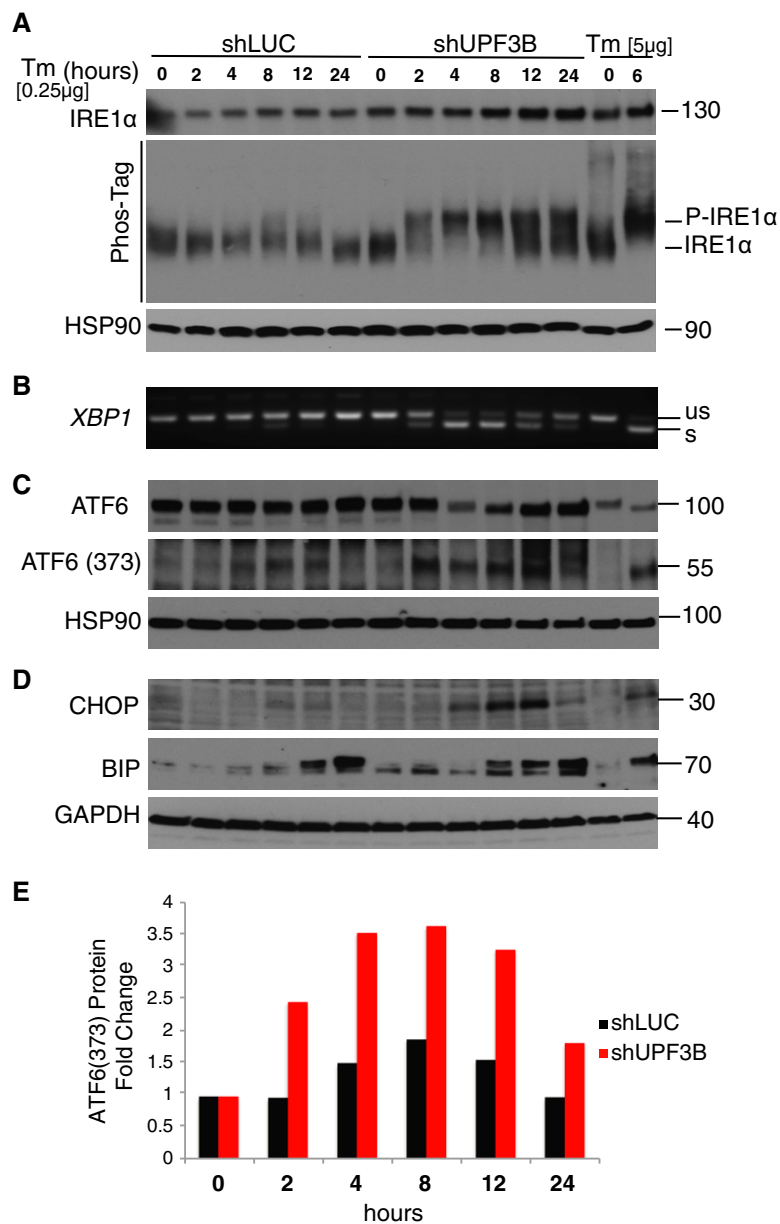 A
shLUC shUPF3B Tm [5µg]
Tm (hours) 0 2 4 8 12 24 0 2 4 8 12 24 0 6
[0.25µg]
IRE1α 130
Phos-Tag
P-IRE1α
IRE1α
HSP90 90
B
XBP1 us
s
C
ATF6 100
ATF6 (373) 55
HSP90 100
D
CHOP 30
BIP 70
GAPDH 40
E
ATF6(373) Protein
Fold Change
4
3.5
3
2.5
2
1.5
1
0.5
0
shLUC
shUPF3B
0 2 4 8 12 24
hours